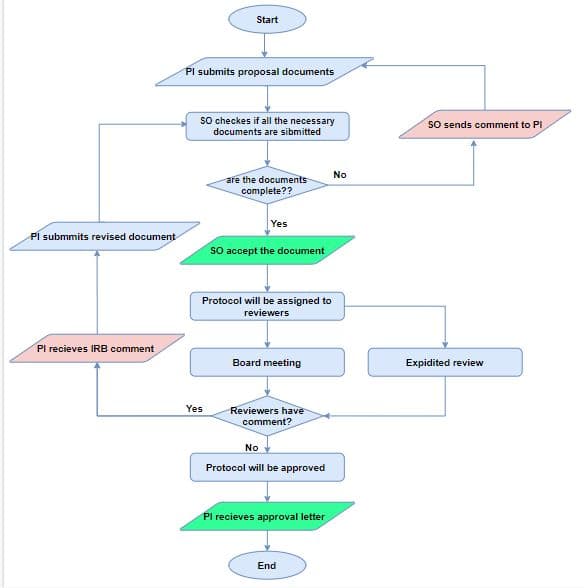 Start
PI submits proposal documents
SO checkes if all the necessary
documents are sibmitted
SO sends comment to PI
are the documents
complete??
No
Yes
PI submmits revised document
SO accept the document
Protocol will be assigned to
reviewers
PI recieves IRB comment
Board meeting
Expidited review
Yes
Reviewers have
comment?
No
Protocol will be approved
PI recieves approval letter
End